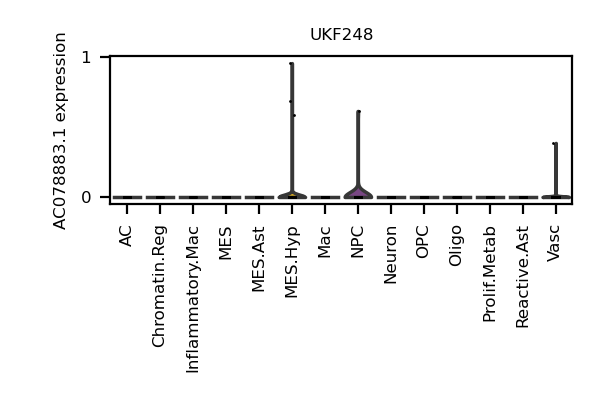 UKF248
AC078883.1 expression
1
0
AC
Chromatin.Reg
Inflammatory.Mac
MES
MES.Ast
MES.Hyp
Mac
NPC
Neuron
OPC
Oligo
Prolif.Metab
Reactive.Ast
Vasc